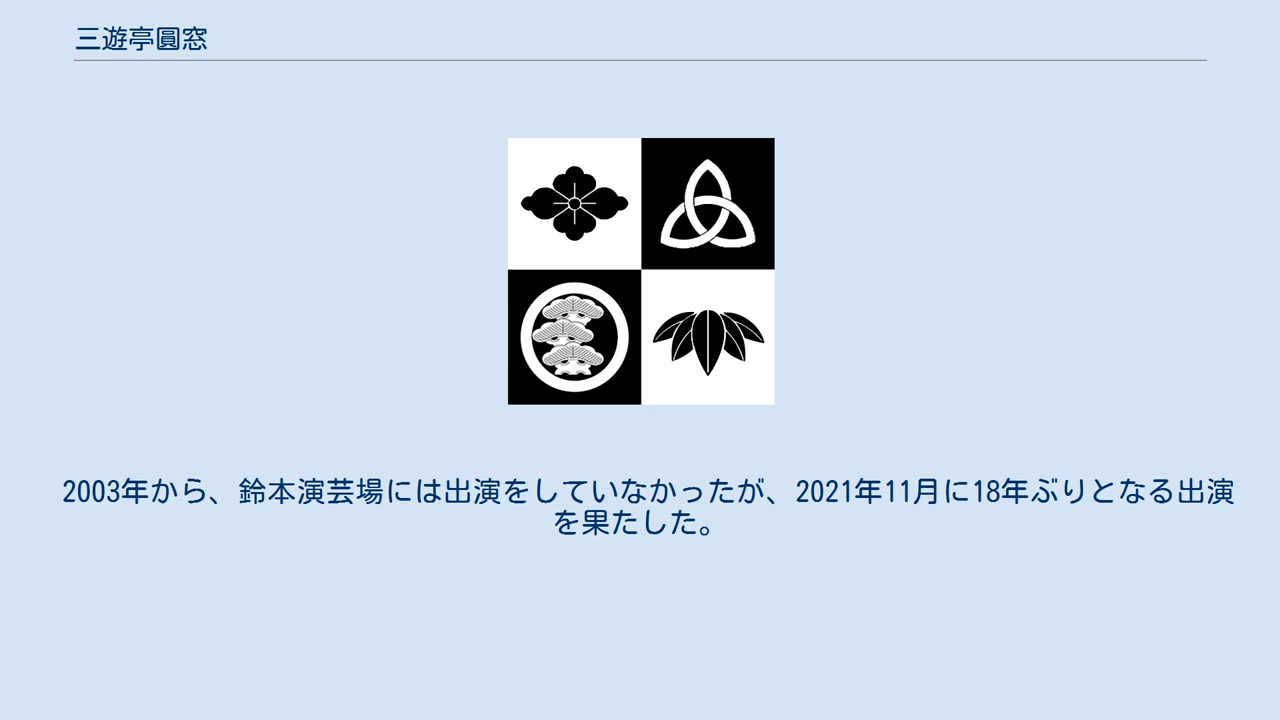 三遊亭圓窓
2003年から、鈴本演芸場には出演をしていなかったが、2021年11月に18年ぶりとなる出演
を果たした。